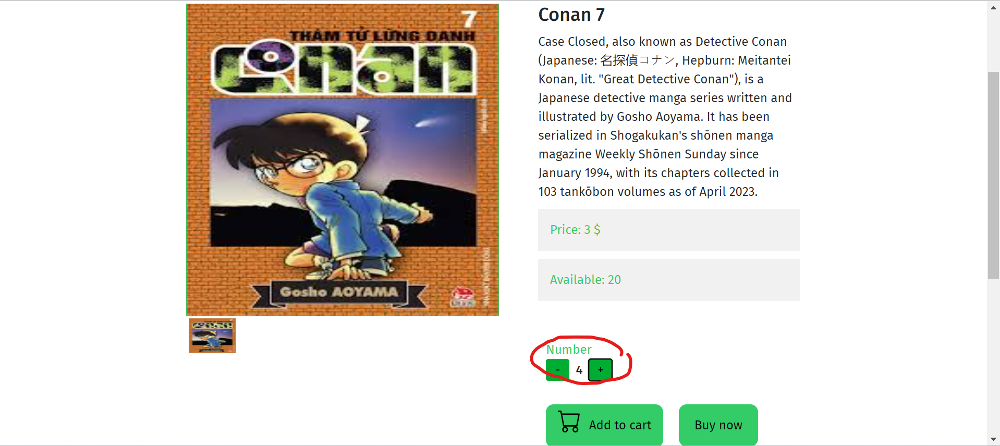 7
THÁM TỬ LỪNG DANH
Conan
Gosho AOYAMA
Conan 7
Case Closed, also known as Detective Conan
(Japanese: 名探偵コナン, Hepburn: Meitantei
Konan, lit. "Great Detective Conan"), is a
Japanese detective manga series written and
illustrated by Gosho Aoyama. It has been
serialized in Shogakukan's shōnen manga
magazine Weekly Shōnen Sunday since
January 1994, with its chapters collected in
103 tankōbon volumes as of April 2023.
Price: 3 $
Available: 20
Number
- 4 +
Add to cart Buy now